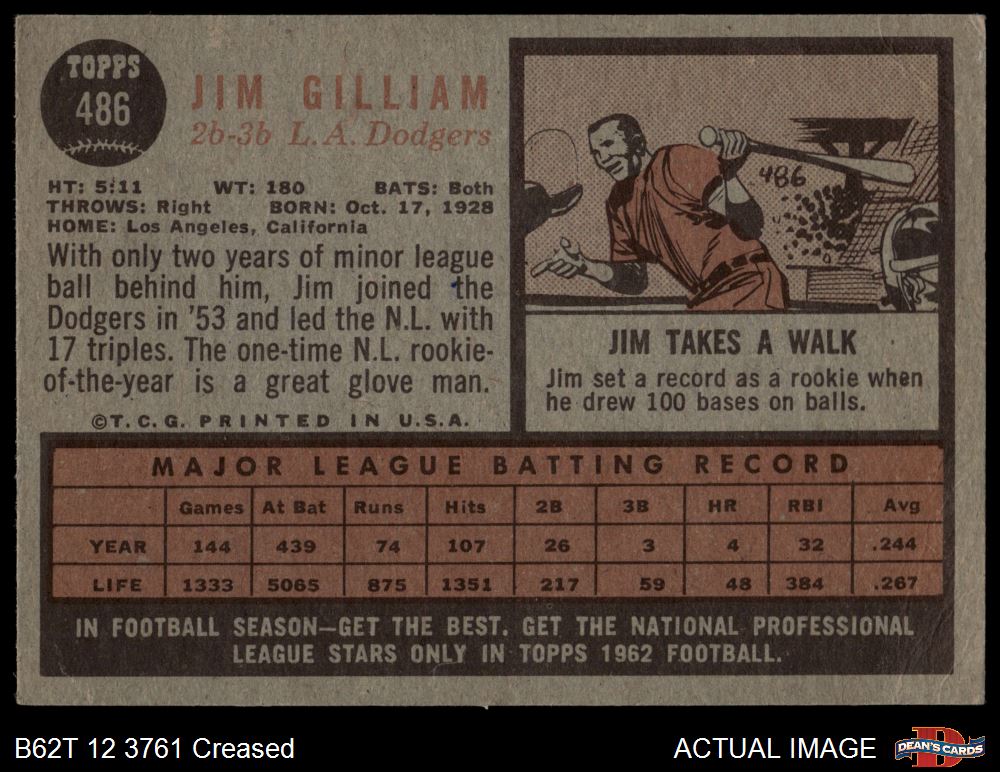 TOPPS
486
JIM GILLIAM
2b-3b L.A. Dodgers
HT: 5:11 WT: 180 BATS: Both
THROWS: Right BORN: Oct. 17, 1928
HOME: Los Angeles, California
With only two years of minor league
ball behind him, Jim joined the
Dodgers in '53 and led the N.L. with
17 triples. The one-time N.L. rookie-
of-the-year is a great glove man.
©T.C.G. PRINTED IN U.S.A.
486
JIM TAKES A WALK
Jim set a record as a rookie when
he drew 100 bases on balls.
MAJOR LEAGUE BATTING RECORD
Games At Bat Runs Hits 2B 3B HR RBI Avg
YEAR 144 439 74 107 26 3 4 32 .244
LIFE 1333 5065 875 1351 217 59 48 384 .267
IN FOOTBALL SEASON—GET THE BEST. GET THE NATIONAL PROFESSIONAL
LEAGUE STARS ONLY IN TOPPS 1962 FOOTBALL.
B62T 12 3761 Creased
ACTUAL IMAGE
DEAN'S CARDS